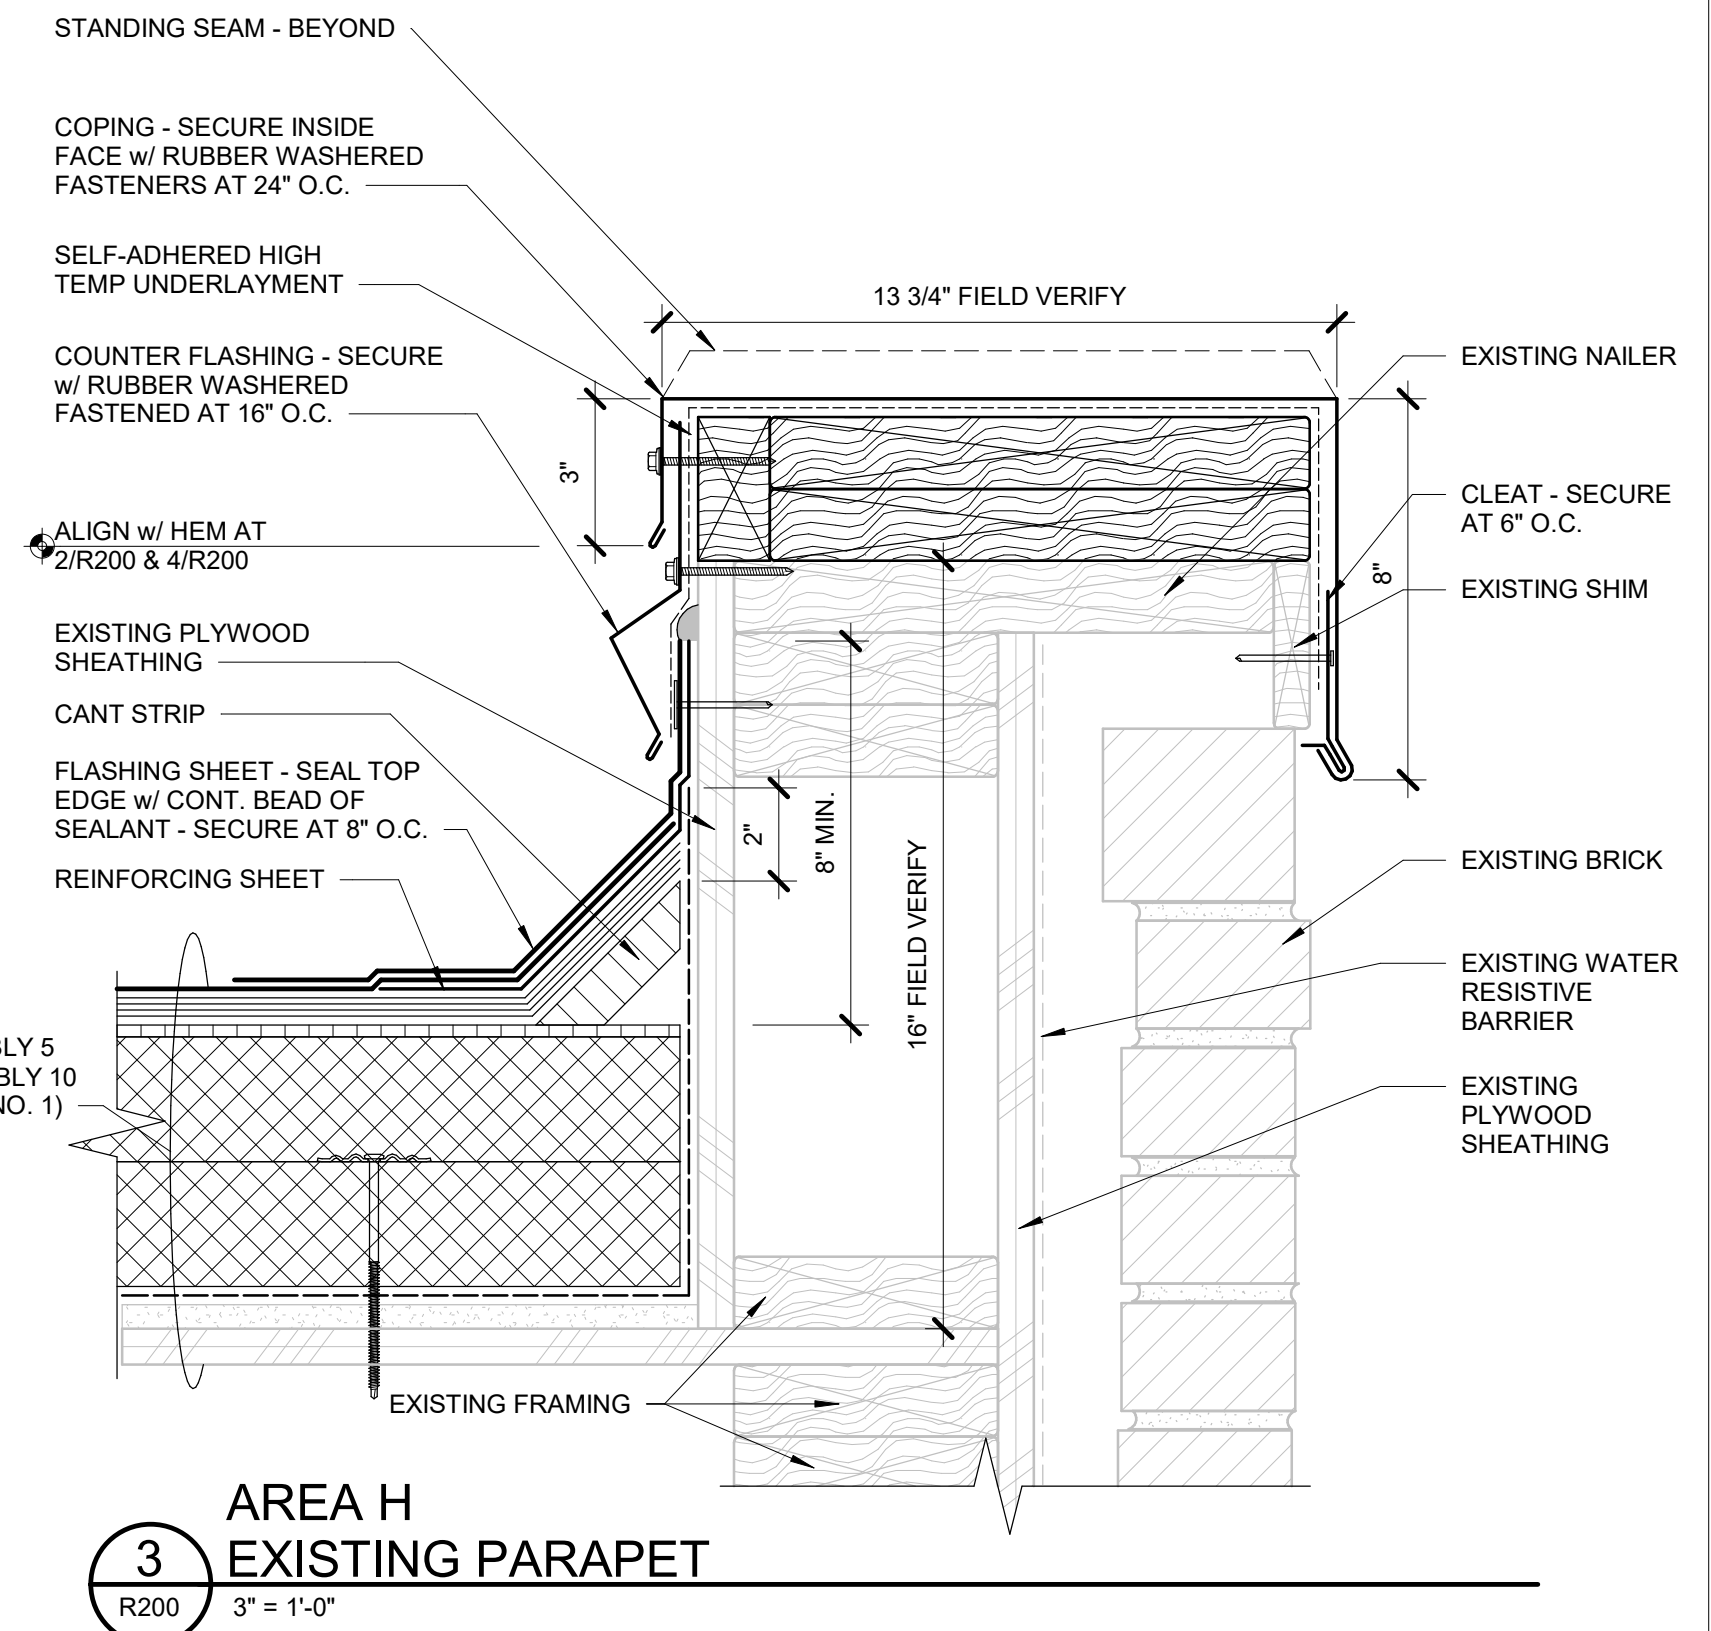 STANDING SEAM - BEYOND
COPING - SECURE INSIDE
FACE w/ RUBBER WASHERED
FASTENERS AT 24" O.C.
SELF-ADHERED HIGH
TEMP UNDERLAYMENT
COUNTER FLASHING - SECURE
w/ RUBBER WASHERED
FASTENED AT 16" O.C.
ALIGN w/ HEM AT
2/R200 & 4/R200
EXISTING PLYWOOD
SHEATHING
CANT STRIP
FLASHING SHEET - SEAL TOP
EDGE w/ CONT. BEAD OF
SEALANT - SECURE AT 8" O.C.
REINFORCING SHEET
BLY 5
BLY 10
NO. 1)
13 3/4" FIELD VERIFY
3"
8"
2"
8" MIN.
16" FIELD VERIFY
EXISTING NAILER
CLEAT - SECURE
AT 6" O.C.
EXISTING SHIM
EXISTING BRICK
EXISTING WATER
RESISTIVE
BARRIER
EXISTING
PLYWOOD
SHEATHING
EXISTING FRAMING
AREA H
EXISTING PARAPET
3
R200
3" = 1'-0"